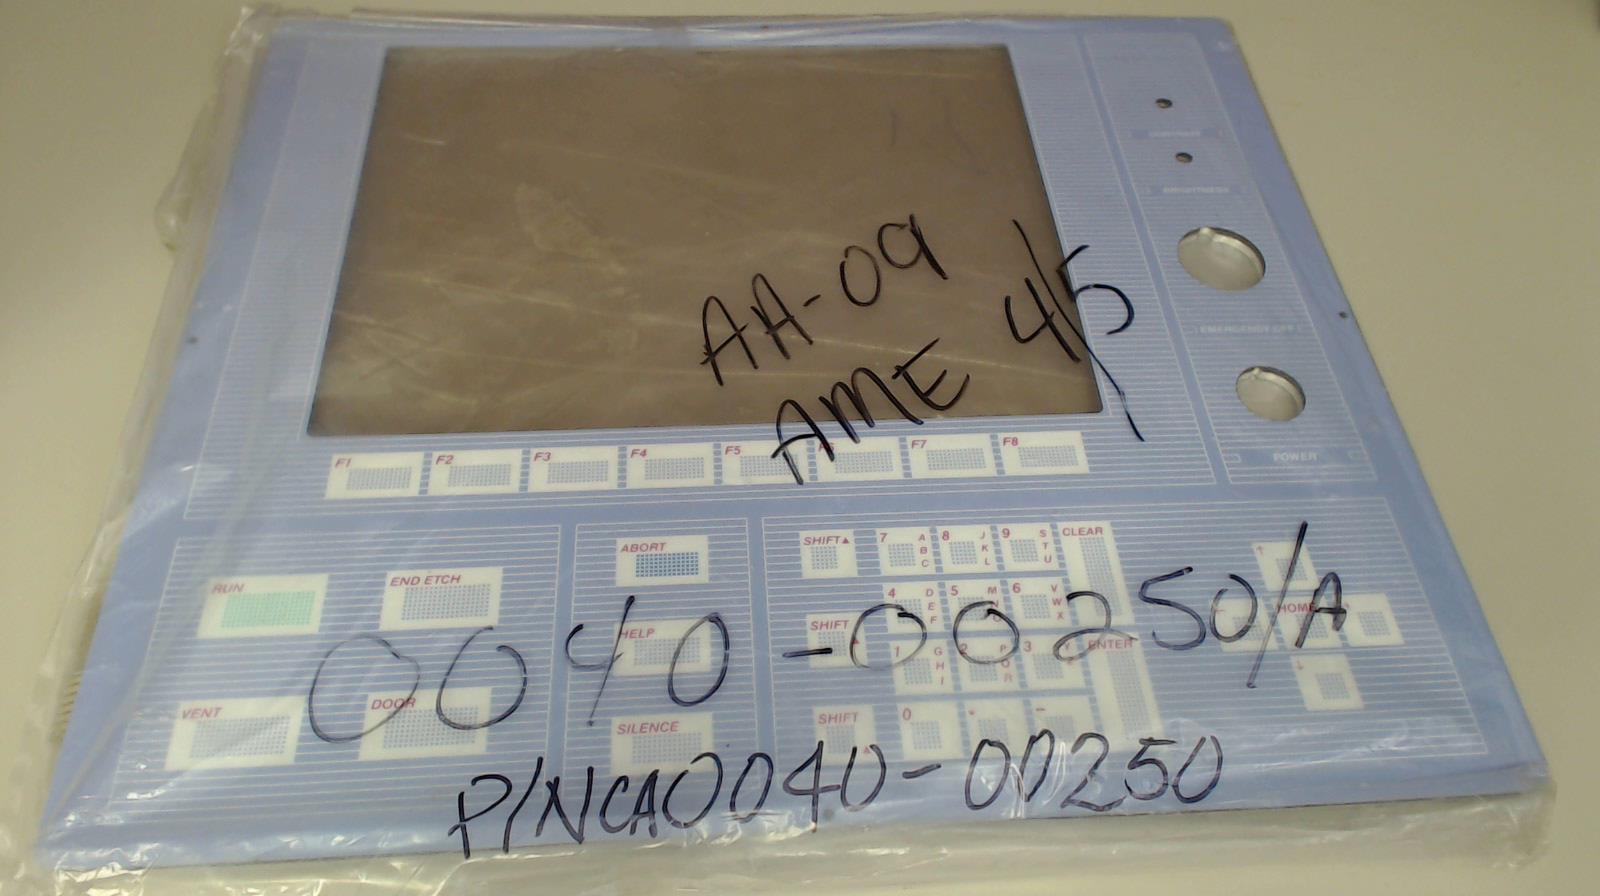 BRIGHTNESS
EMERGENCY OFF
POWER
AA-09
AME 4/5
F1 F2 F3 F4 F5 F6 F7 F8
RUN
END ETCH
VENT
DOOR
ABORT
HELP
SILENCE
SHIFT▲ 7 A B C 8 J K L 9 S T U CLEAR
SHIFT ▲ 4 D E F 5 M 6 V W X
1 G H I 2 P Q R 3 Y ENTER
SHIFT ▲ 0 • –
↑
← HOME →
↓
0040-00250/A
P/NCA0040-00250